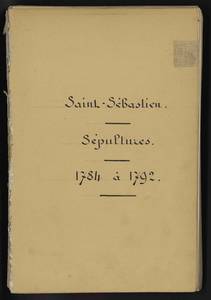 Saint-Sébastien.
Sépultures.
1784 à 1792.